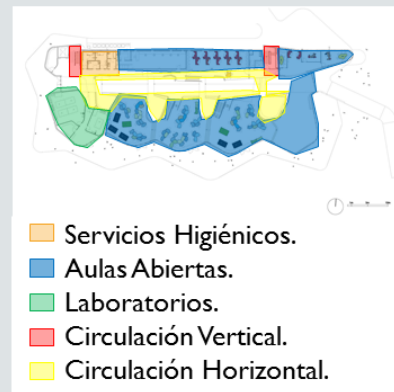 Servicios Higiénicos.
Aulas Abiertas.
Laboratorios.
Circulación Vertical.
Circulación Horizontal.